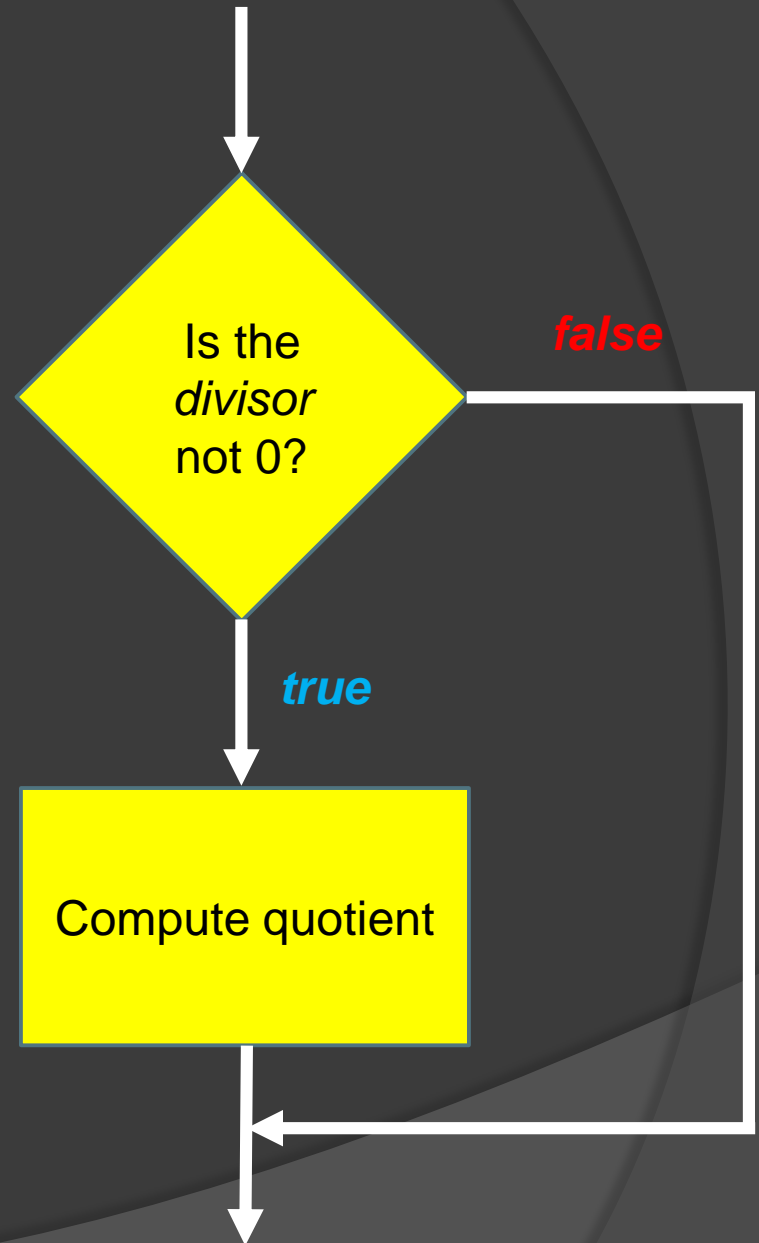 Is the
divisor
not 0?
false
true
Compute quotient